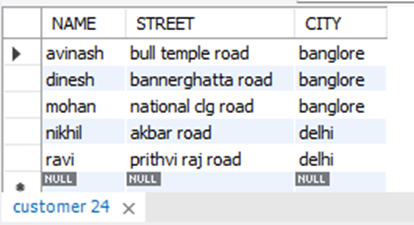 NAME STREET CITY
avinash bull temple road banglore
dinesh bannerghatta road banglore
mohan national clg road banglore
nikhil akbar road delhi
ravi prithvi raj road delhi
NULL NULL NULL
customer 24